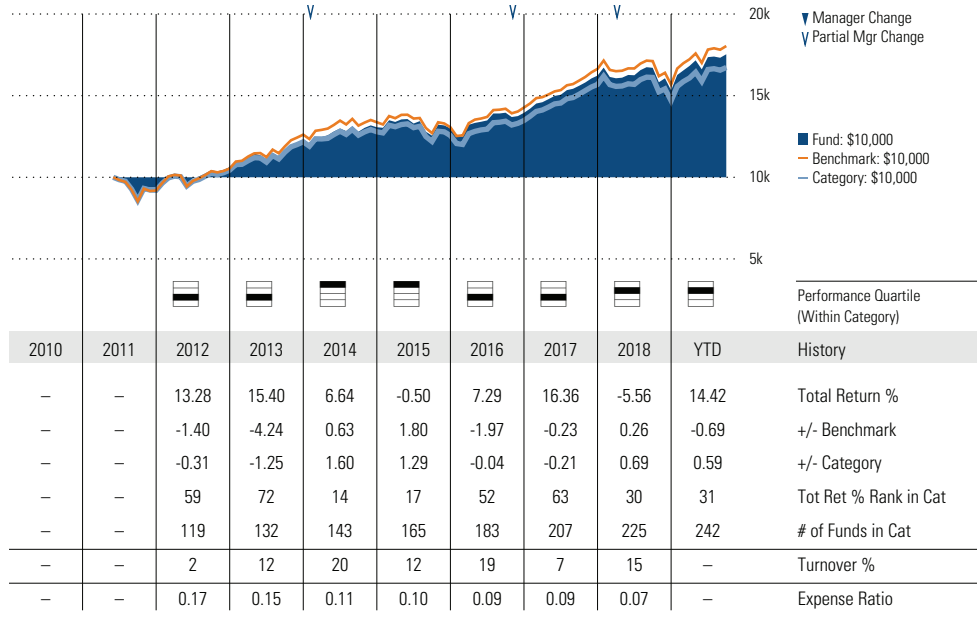 20k
▼ Manager Change
∨ Partial Mgr Change
15k
Fund: $10,000
Benchmark: $10,000
10k
Category: $10,000
5k
Performance Quartile
(Within Category)
2010 2011 2012 2013 2014 2015 2016 2017 2018 YTD History
– – 13.28 15.40 6.64 -0.50 7.29 16.36 -5.56 14.42 Total Return %
– – -1.40 -4.24 0.63 1.80 -1.97 -0.23 0.26 -0.69 +/- Benchmark
– – -0.31 -1.25 1.60 1.29 -0.04 -0.21 0.69 0.59 +/- Category
– – 59 72 14 17 52 63 30 31 Tot Ret % Rank in Cat
– – 119 132 143 165 183 207 225 242 # of Funds in Cat
– – 2 12 20 12 19 7 15 – Turnover %
– – 0.17 0.15 0.11 0.10 0.09 0.09 0.07 – Expense Ratio